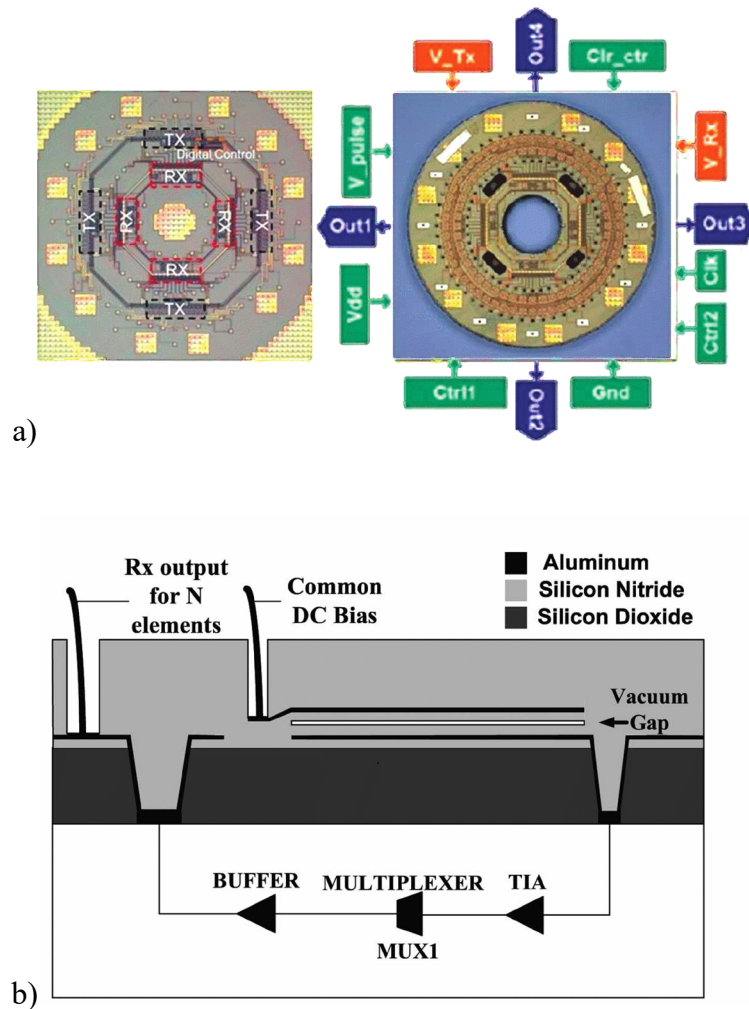 V_Tx
Out4
Clr_ctr
TX
Digital Control
RX
TX
RX
RX
TX
RX
TX
V_pulse
V_Rx
Out1
Out3
Vdd
Clk
Ctrl2
Ctrl1
Out2
Gnd
a)
Rx output
for N
elements
Common
DC Bias
Aluminum
Silicon Nitride
Silicon Dioxide
Vacuum
Gap
BUFFER
MULTIPLEXER
TIA
MUX1
b)